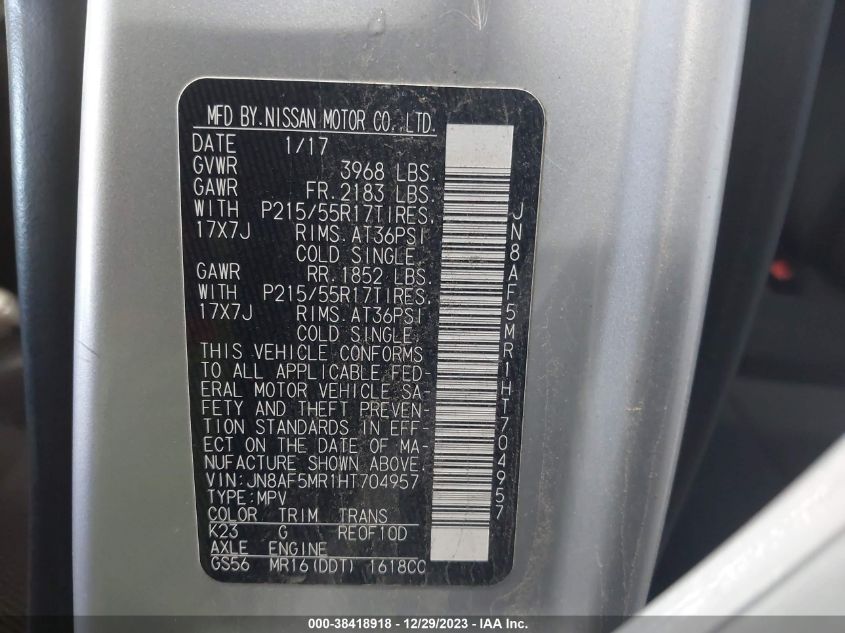 MFD BY.NISSAN MOTOR CO.,LTD.
DATE 1/17
GVWR 3968 LBS.
GAWR FR.2183 LBS.
WITH P215/55R17TIRES.
17X7J RIMS.AT36PSI
COLD SINGLE.
GAWR RR.1852 LBS.
WITH P215/55R17TIRES.
17X7J RIMS.AT36PSI
COLD SINGLE.
THIS VEHICLE CONFORMS
TO ALL APPLICABLE FED-
ERAL MOTOR VEHICLE SA-
FETY AND THEFT PREVEN-
TION STANDARDS IN EFF-
ECT ON THE DATE OF MA-
NUFACTURE SHOWN ABOVE.
VIN:JN8AF5MR1HT704957
TYPE:MPV
COLOR TRIM TRANS
K23 G RE0F10D
AXLE ENGINE
GS56 MR16(DDT) 1618CC
JN8AF5MR1HT704957
000-38418918 - 12/29/2023 - IAA Inc.